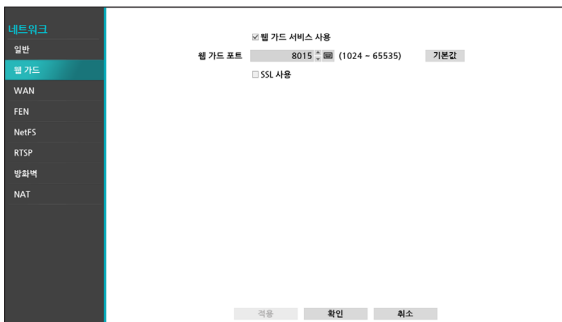 네트워크
일반
웹 가드
WAN
FEN
NetFS
RTSP
방화벽
NAT
웹 가드 서비스 사용
웹 가드 포트 8015 (1024 ~ 65535) 기본값
SSL 사용
적용 확인 취소